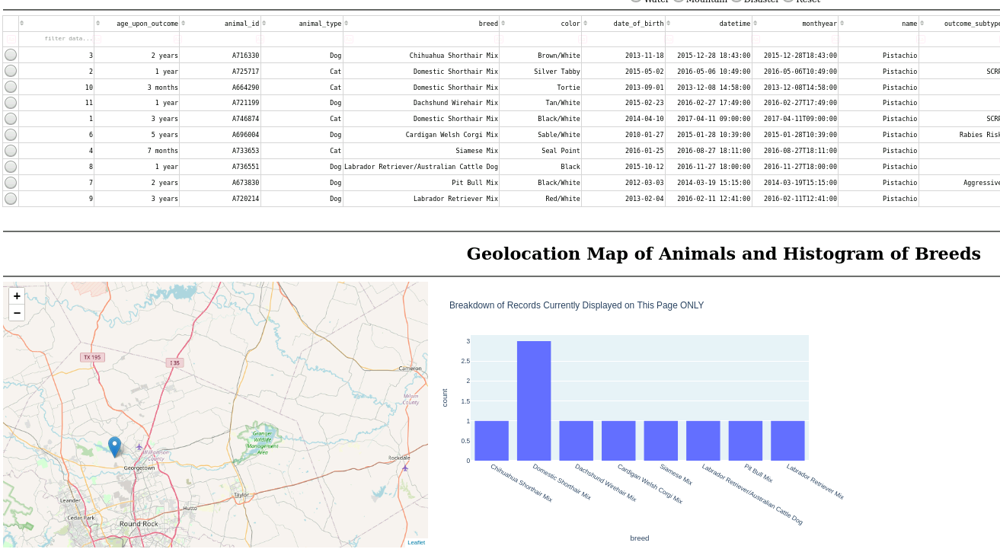 Water Mountain Disaster Reset
age_upon_outcome animal_id animal_type breed color date_of_birth datetime monthyear name outcome_subtype
filter data...
3 2 years A716330 Dog Chihuahua Shorthair Mix Brown/White 2013-11-18 2015-12-28 18:43:00 2015-12-28T18:43:00 Pistachio
2 1 year A725717 Cat Domestic Shorthair Mix Silver Tabby 2015-05-02 2016-05-06 10:49:00 2016-05-06T10:49:00 Pistachio SCRP
10 3 months A664290 Cat Domestic Shorthair Mix Tortie 2013-09-01 2013-12-08 14:58:00 2013-12-08T14:58:00 Pistachio
11 1 year A721199 Dog Dachshund Wirehair Mix Tan/White 2015-02-23 2016-02-27 17:49:00 2016-02-27T17:49:00 Pistachio
1 3 years A746874 Cat Domestic Shorthair Mix Black/White 2014-04-10 2017-04-11 09:00:00 2017-04-11T09:00:00 Pistachio SCRP
6 5 years A696004 Dog Cardigan Welsh Corgi Mix Sable/White 2010-01-27 2015-01-28 10:39:00 2015-01-28T10:39:00 Pistachio Rabies Risk
4 7 months A733653 Cat Siamese Mix Seal Point 2016-01-25 2016-08-27 18:11:00 2016-08-27T18:11:00 Pistachio
8 1 year A736551 Dog Labrador Retriever/Australian Cattle Dog Black 2015-10-12 2016-11-27 18:00:00 2016-11-27T18:00:00 Pistachio
7 2 years A673830 Dog Pit Bull Mix Black/White 2012-03-03 2014-03-19 15:15:00 2014-03-19T15:15:00 Pistachio Aggressive
9 3 years A720214 Dog Labrador Retriever Mix Red/White 2013-02-04 2016-02-11 12:41:00 2016-02-11T12:41:00 Pistachio
Geolocation Map of Animals and Histogram of Breeds
+
−
TX 195
I 35
Cameron
Milam
County
Granger
Wildlife
Management
Area
Williamson
County
Georgetown
Rockdale
Leander
Taylor
Hutto
Cedar Park
Round Rock
Leaflet
Breakdown of Records Currently Displayed on This Page ONLY
3
2.5
2
1.5
1
0.5
0
count
Chihuahua Shorthair Mix
Domestic Shorthair Mix
Dachshund Wirehair Mix
Cardigan Welsh Corgi Mix
Siamese Mix
Labrador Retriever/Australian Cattle Dog
Pit Bull Mix
Labrador Retriever Mix
breed